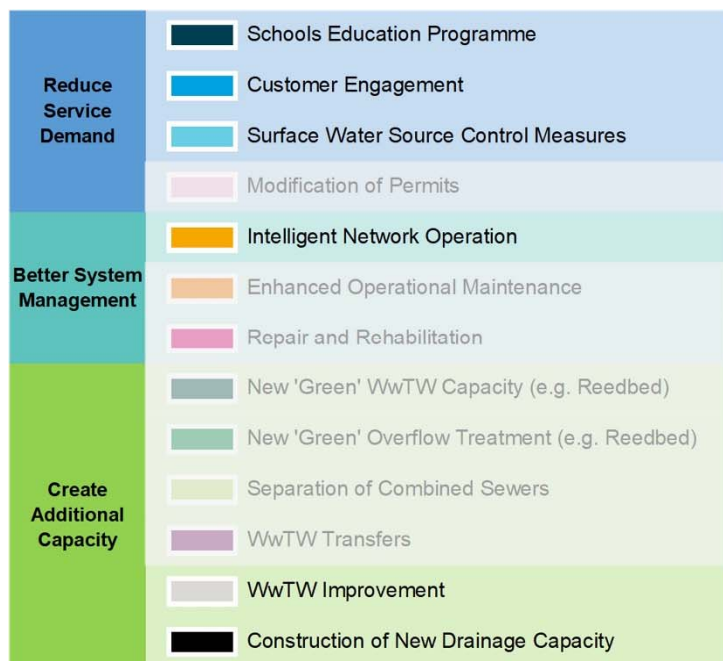 Reduce
Service
Demand
Schools Education Programme
Customer Engagement
Surface Water Source Control Measures
Modification of Permits
Better System
Management
Intelligent Network Operation
Enhanced Operational Maintenance
Repair and Rehabilitation
Create
Additional
Capacity
New 'Green' WwTW Capacity (e.g. Reedbed)
New 'Green' Overflow Treatment (e.g. Reedbed)
Separation of Combined Sewers
WwTW Transfers
WwTW Improvement
Construction of New Drainage Capacity